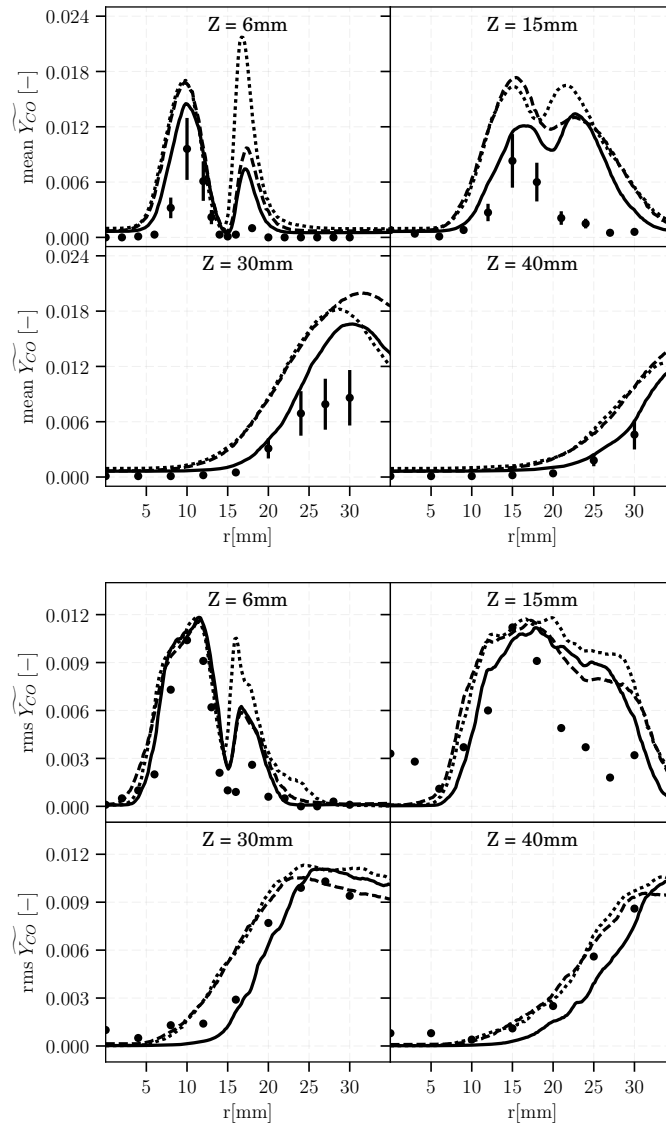 Z = 6mm
Z = 15mm
0.024
0.018
0.012
0.006
0.000
mean $\widetilde{Y_{CO}}$ [−]
Z = 30mm
Z = 40mm
0.024
0.018
0.012
0.006
0.000
mean $\widetilde{Y_{CO}}$ [−]
5 10 15 20 25 30
5 10 15 20 25 30
r[mm]
r[mm]
Z = 6mm
Z = 15mm
0.012
0.009
0.006
0.003
0.000
rms $\widetilde{Y_{CO}}$ [−]
Z = 30mm
Z = 40mm
0.012
0.009
0.006
0.003
0.000
rms $\widetilde{Y_{CO}}$ [−]
5 10 15 20 25 30
5 10 15 20 25 30
r[mm]
r[mm]